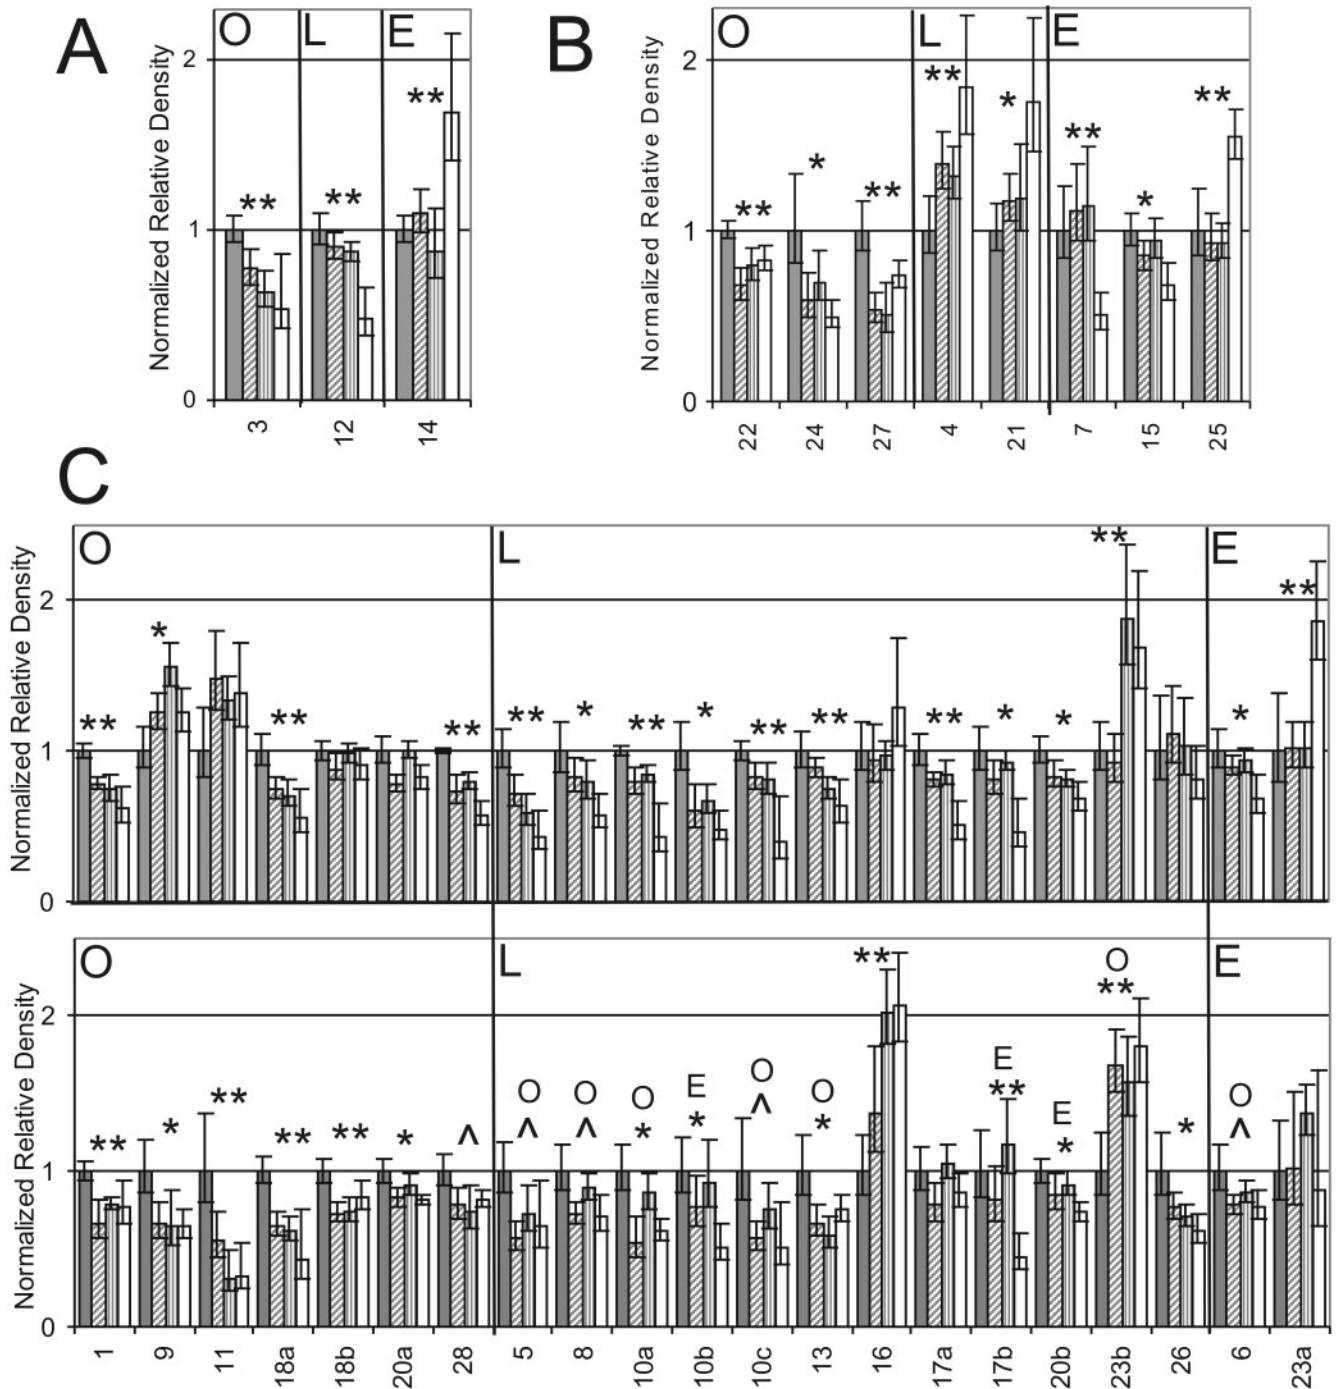 A
O L E
Normalized Relative Density
2
1
0
** ** **
3 12 14
B
O L E
Normalized Relative Density
2
1
0
** * ** ** * ** * **
22 24 27 4 21 7 15 25
C
O L E
Normalized Relative Density
2
1
0
** * ** ** ** * ** * ** ** ** * * ** * **
O L E
Normalized Relative Density
2
1
0
O O O E O O E E O O
** * ** ** ** * ^ ^ ^ * * ^ * ** ** * ** * ^
1 9 11 18a 18b 20a 28 5 8 10a 10b 10c 13 16 17a 17b 20b 23b 26 6 23a